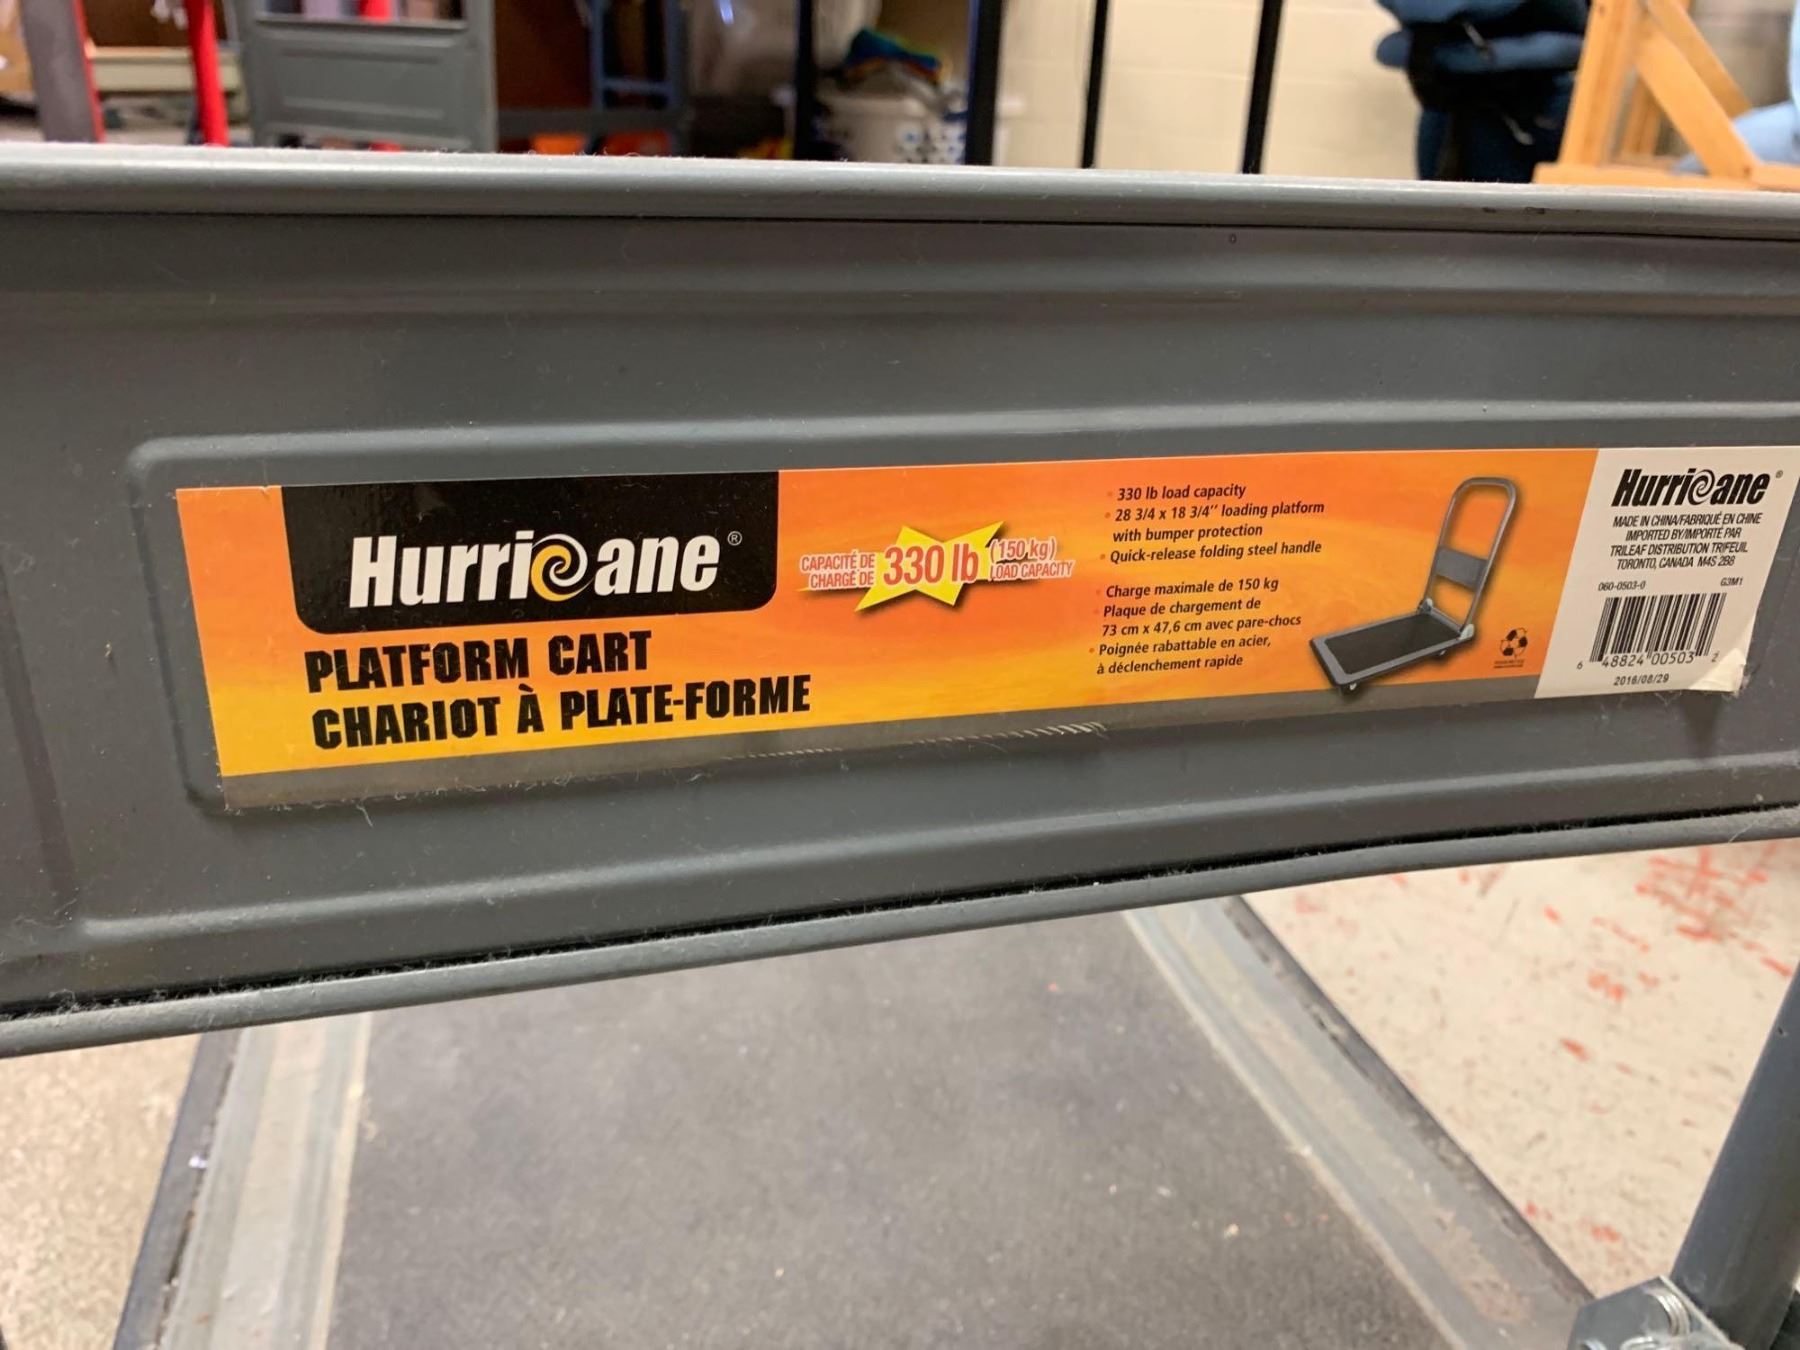 Hurricane®
PLATFORM CART
CHARIOT À PLATE-FORME
CAPACITÉ DE
CHARGE DE
330 lb
(150 kg)
LOAD CAPACITY
• 330 lb load capacity
• 28 3/4 x 18 3/4" loading platform
with bumper protection
• Quick-release folding steel handle
• Charge maximale de 150 kg
• Plaque de chargement de
73 cm x 47,6 cm avec pare-chocs
• Poignée rabattable en acier,
à déclenchement rapide
Hurricane®
MADE IN CHINA/FABRIQUÉ EN CHINE
IMPORTED BY/IMPORTÉ PAR
TRILEAF DISTRIBUTION TRIFEUIL
TORONTO, CANADA M4S 2B8
060-0503-0 G3M1
6 48824 00503 2
2016/08/29